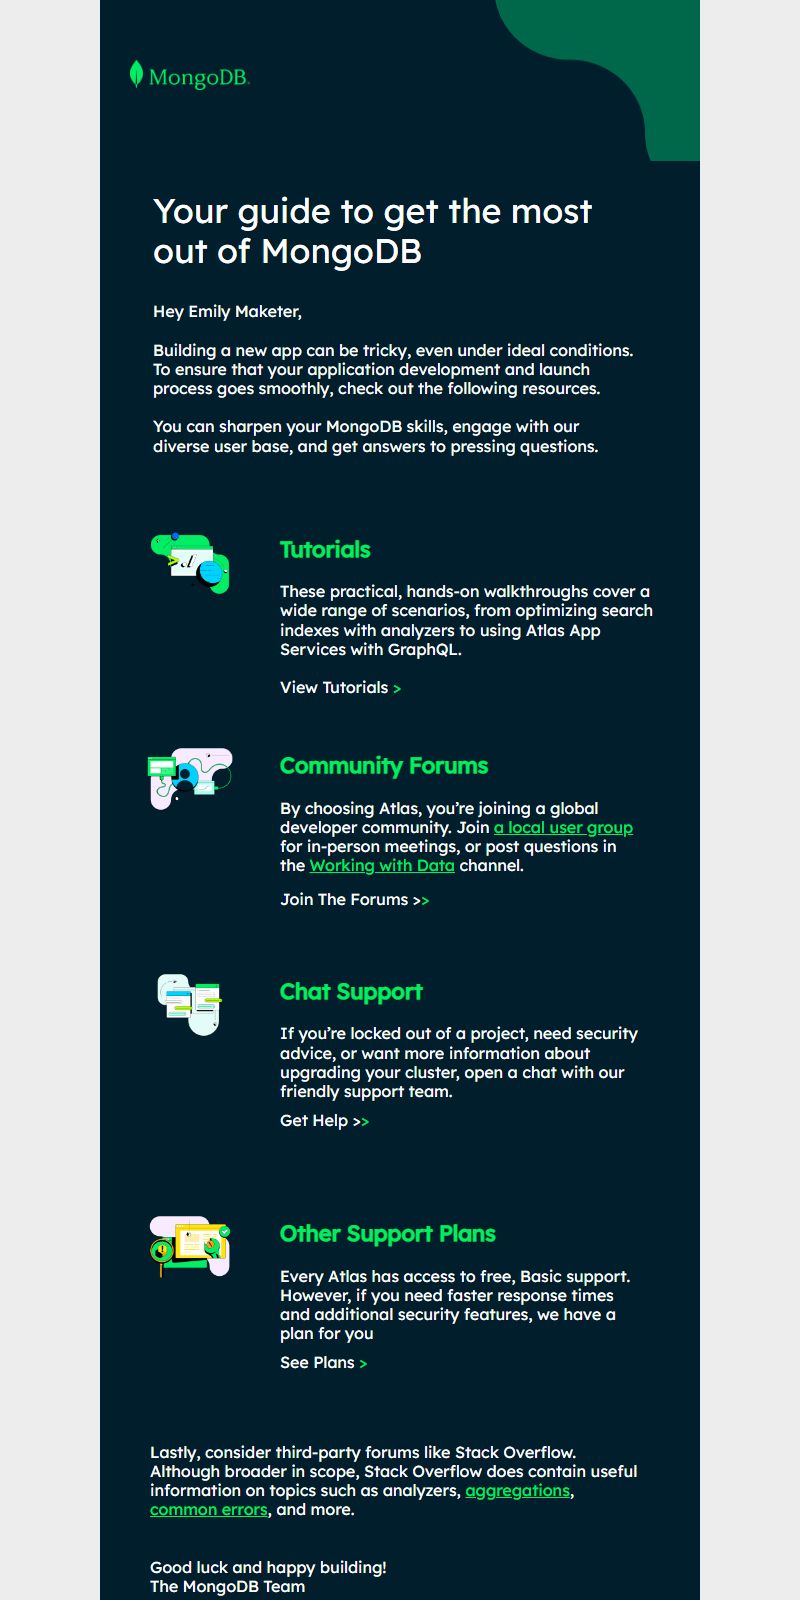 MongoDB.
Your guide to get the most
out of MongoDB
Hey Emily Maketer,
Building a new app can be tricky, even under ideal conditions.
To ensure that your application development and launch
process goes smoothly, check out the following resources.
You can sharpen your MongoDB skills, engage with our
diverse user base, and get answers to pressing questions.
Tutorials
These practical, hands-on walkthroughs cover a
wide range of scenarios, from optimizing search
indexes with analyzers to using Atlas App
Services with GraphQL.
View Tutorials >
Community Forums
By choosing Atlas, you’re joining a global
developer community. Join a local user group
for in-person meetings, or post questions in
the Working with Data channel.
Join The Forums >>
Chat Support
If you’re locked out of a project, need security
advice, or want more information about
upgrading your cluster, open a chat with our
friendly support team.
Get Help >>
Other Support Plans
Every Atlas has access to free, Basic support.
However, if you need faster response times
and additional security features, we have a
plan for you
See Plans >
Lastly, consider third-party forums like Stack Overflow.
Although broader in scope, Stack Overflow does contain useful
information on topics such as analyzers, aggregations,
common errors, and more.
Good luck and happy building!
The MongoDB Team